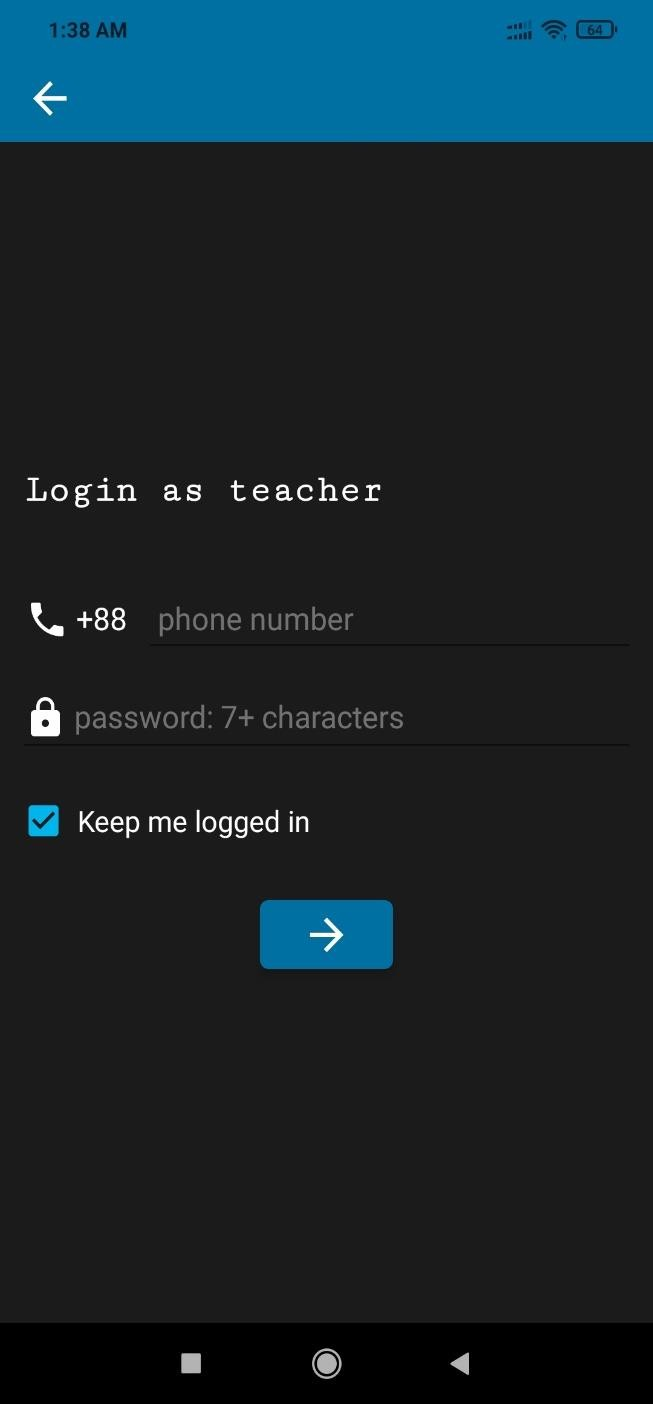 1:38 AM
64
Login as teacher
+88 phone number
password: 7+ characters
Keep me logged in